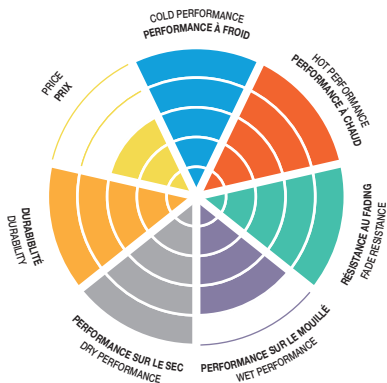 COLD PERFORMANCE
PERFORMANCE À FROID
HOT PERFORMANCE
PERFORMANCE À CHAUD
RÉSISTANCE AU FADING
FADE RESISTANCE
PERFORMANCE SUR LE MOUILLÉ
WET PERFORMANCE
PERFORMANCE SUR LE SEC
DRY PERFORMANCE
DURABIBLITÉ
DURABILITY
PRICE
PRIX